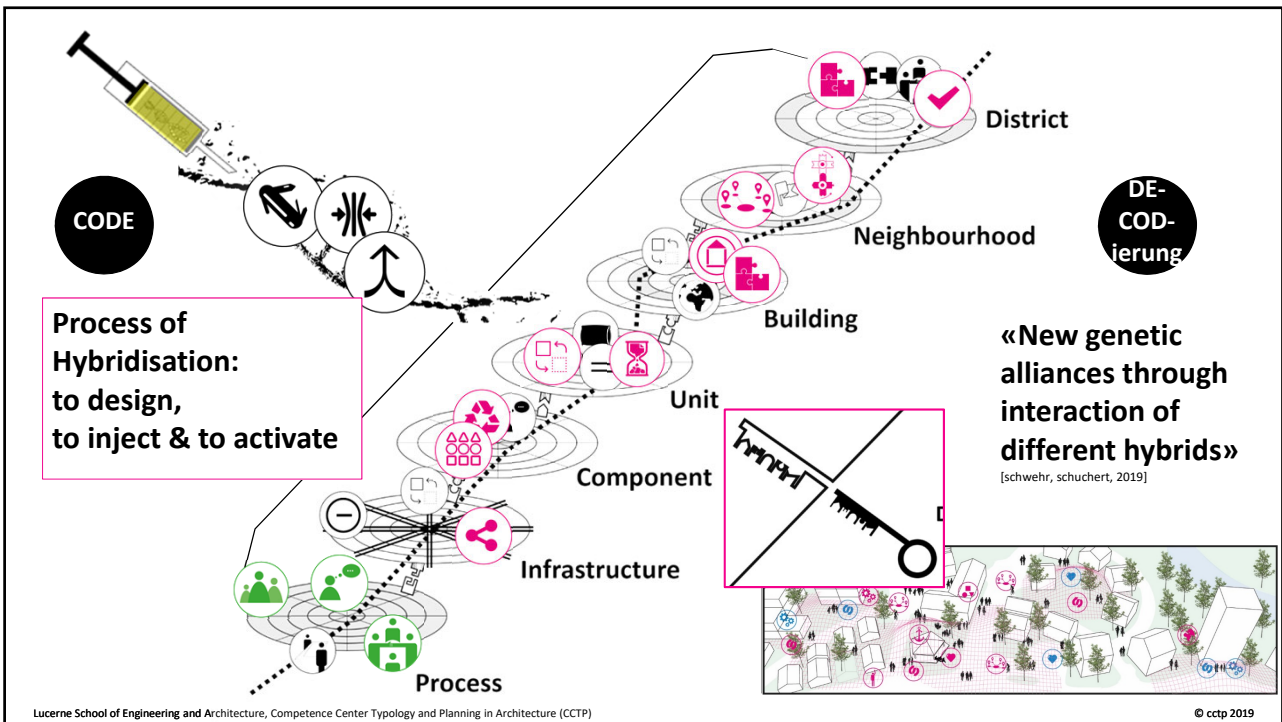 CODE
Process of
Hybridisation:
to design,
to inject & to activate
District
Neighbourhood
Building
Unit
Component
Infrastructure
Process
DE-
COD-
ierung
«New genetic
alliances through
interaction of
different hybrids»
[schwehr, schuchert, 2019]
Lucerne School of Engineering and Architecture, Competence Center Typology and Planning in Architecture (CCTP)
© cctp 2019